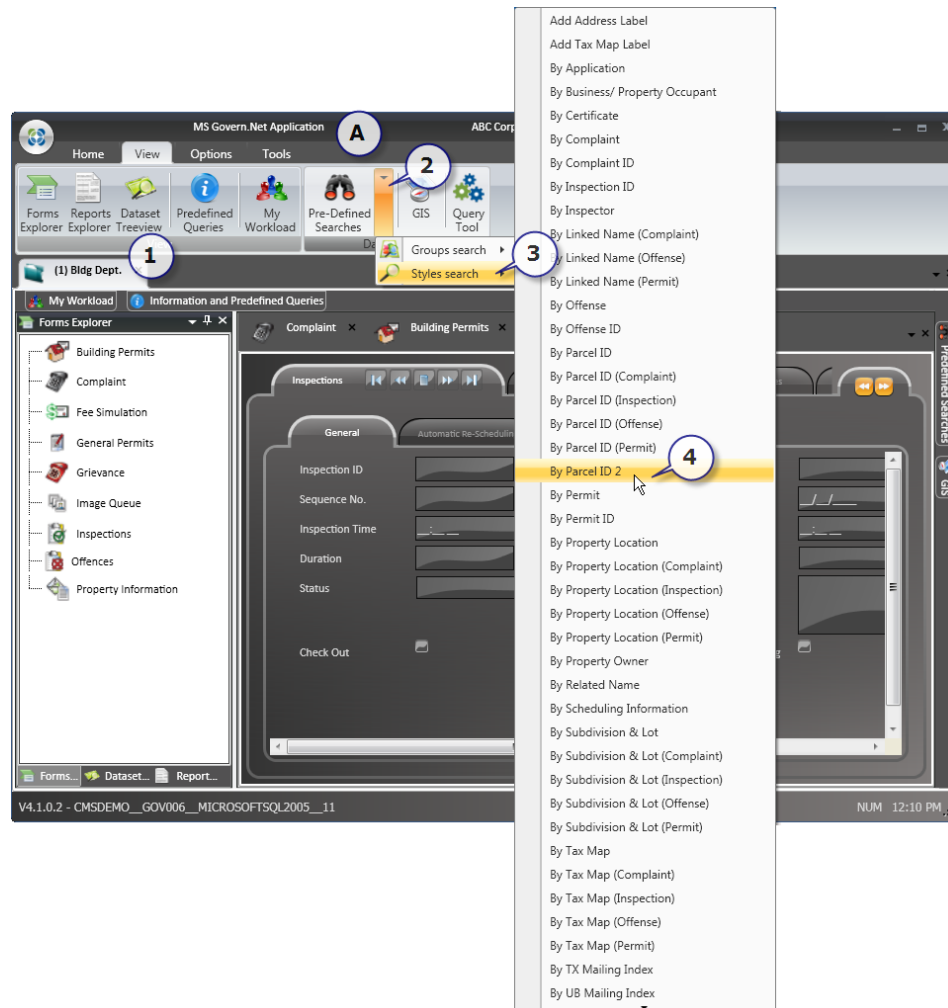 MS Govern.Net Application
A
ABC Corp
Home View Options Tools
2
Forms Explorer
Reports Explorer
Dataset Treeview
Predefined Queries
My Workload
Pre-Defined Searches
GIS
Query Tool
Da
1
Groups search
3
Styles search
(1) Bldg Dept.
My Workload
Information and Predefined Queries
Forms Explorer
Building Permits
Complaint
Fee Simulation
General Permits
Grievance
Image Queue
Inspections
Offences
Property Information
Forms... Dataset... Report...
Complaint
Building Permits
Inspections
General
Automatic Re-Schedulin
Inspection ID
Sequence No.
__/__/____
Inspection Time
__:__ __
__:__ __
Duration
Status
Check Out
Predefined Searches
GIS
Add Address Label
Add Tax Map Label
By Application
By Business/ Property Occupant
By Certificate
By Complaint
By Complaint ID
By Inspection ID
By Inspector
By Linked Name (Complaint)
By Linked Name (Offense)
By Linked Name (Permit)
By Offense
By Offense ID
By Parcel ID
By Parcel ID (Complaint)
By Parcel ID (Inspection)
By Parcel ID (Offense)
By Parcel ID (Permit)
4
By Parcel ID 2
By Permit
By Permit ID
By Property Location
By Property Location (Complaint)
By Property Location (Inspection)
By Property Location (Offense)
By Property Location (Permit)
By Property Owner
By Related Name
By Scheduling Information
By Subdivision & Lot
By Subdivision & Lot (Complaint)
By Subdivision & Lot (Inspection)
By Subdivision & Lot (Offense)
By Subdivision & Lot (Permit)
By Tax Map
By Tax Map (Complaint)
By Tax Map (Inspection)
By Tax Map (Offense)
By Tax Map (Permit)
By TX Mailing Index
By UB Mailing Index
V4.1.0.2 - CMSDEMO__GOV006__MICROSOFTSQL2005__11
NUM 12:10 PM